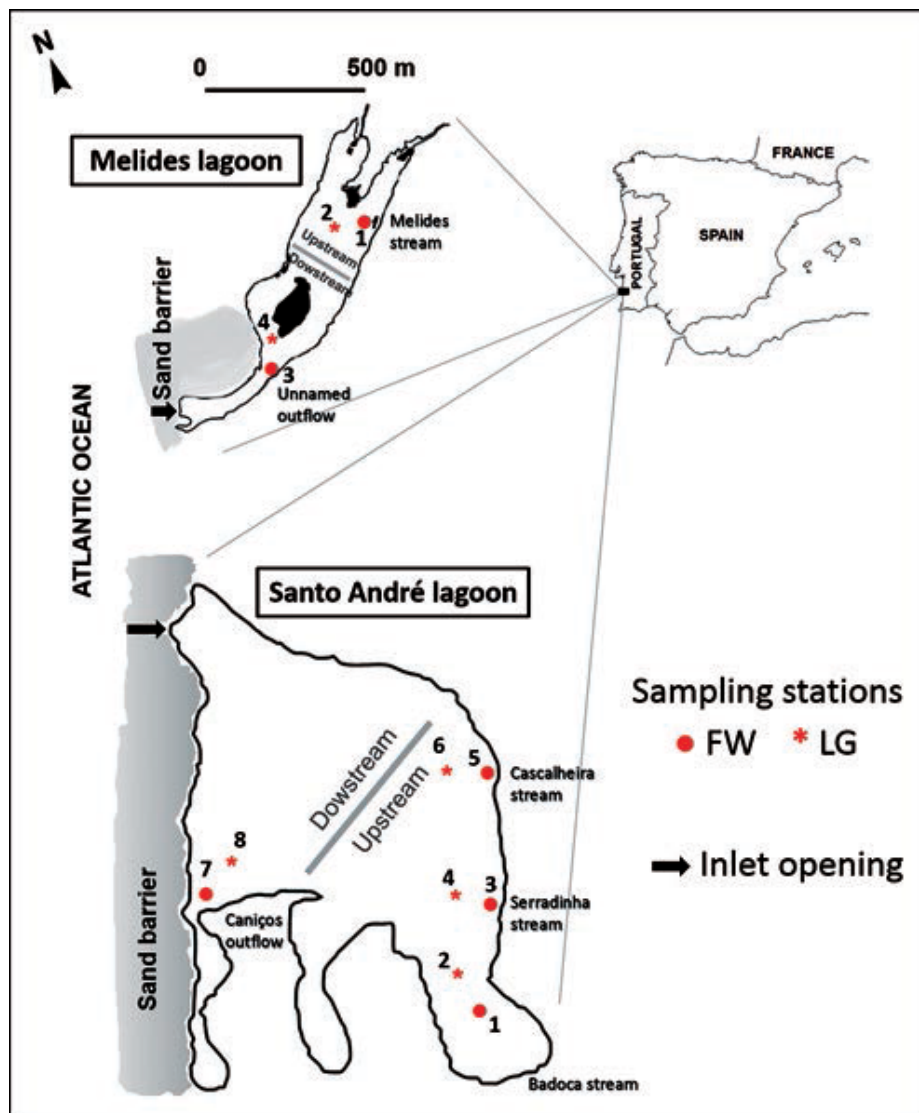 N
0 500 m
Melides lagoon
2
1
Melides
stream
Upstream
Dowstream
4
3
Unnamed
outflow
Sand barrier
ATLANTIC OCEAN
FRANCE
SPAIN
PORTUGAL
Santo André lagoon
Dowstream
Upstream
6
5
Cascalheira
stream
8
7
4
3
Serradinha
stream
Caniços
outflow
2
1
Badoca stream
Sand barrier
Sampling stations
FW * LG
Inlet opening